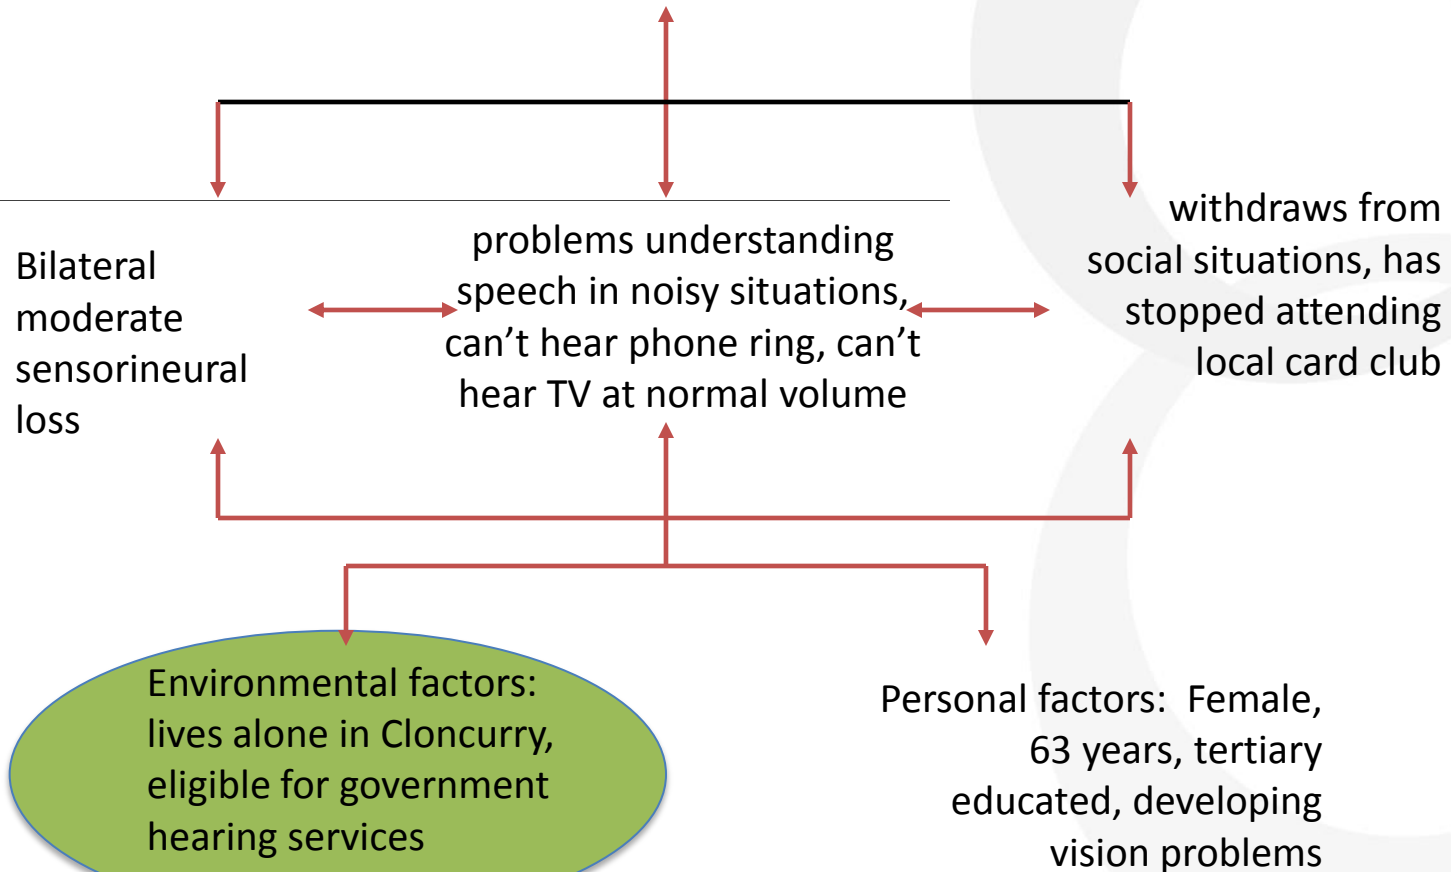 Bilateral
moderate
sensorineural
loss
problems understanding
speech in noisy situations,
can’t hear phone ring, can’t
hear TV at normal volume
withdraws from
social situations, has
stopped attending
local card club
Environmental factors:
lives alone in Cloncurry,
eligible for government
hearing services
Personal factors:  Female,
63 years, tertiary
educated, developing
vision problems